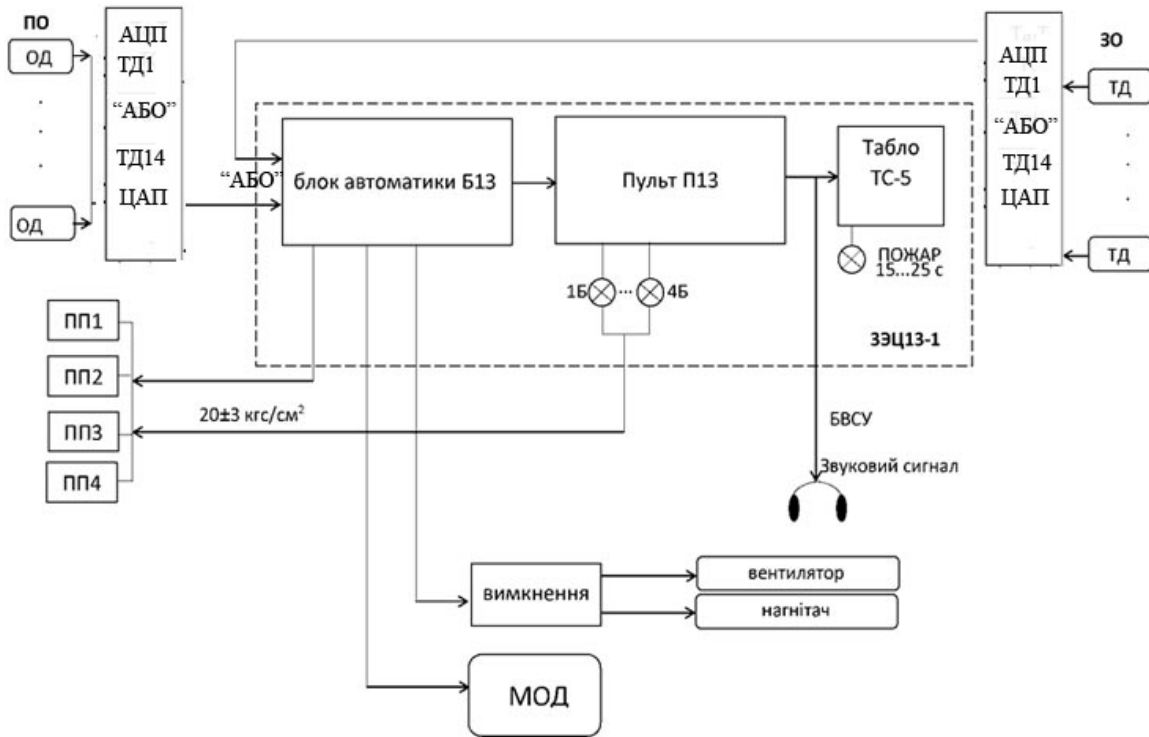 ПО
ОД
ОД
АЦП
ТД1
“АБО”
ТД14
ЦАП
“АБО”
блок автоматики Б13
Пульт П13
Табло
ТС-5
ПОЖАР
15...25 с
1Б
...
4Б
ЗЭЦ13-1
АЦП
ТД1
“АБО”
ТД14
ЦАП
ЗО
ТД
ТД
ПП1
ПП2
ПП3
ПП4
20±3 кгс/см²
БВСУ
Звуковий сигнал
вимкнення
вентилятор
нагнітач
МОД